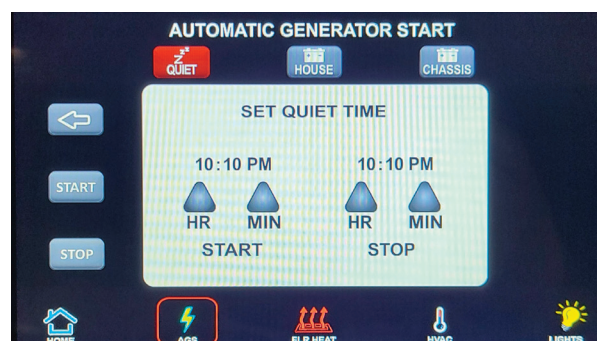 AUTOMATIC GENERATOR START
Z Z Z
QUIET
HOUSE
CHASSIS
SET QUIET TIME
10:10 PM 10:10 PM
START
HR MIN HR MIN
START STOP
STOP
HOME AGS FLR HEAT HVAC LIGHTS